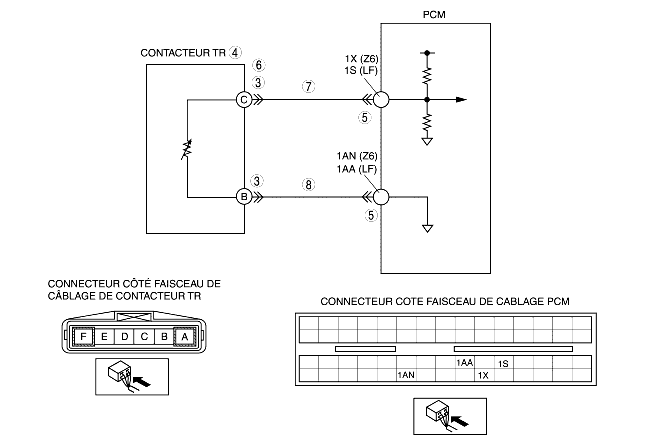 PCM
CONTACTEUR TR 4
6
3
C
7
1X (Z6)
1S (LF)
5
3
B
8
1AN (Z6)
1AA (LF)
5
CONNECTEUR CÔTÉ FAISCEAU DE
CÂBLAGE DE CONTACTEUR TR
F E D C B A
CONNECTEUR COTE FAISCEAU DE CABLAGE PCM
1AA 1S
1AN 1X